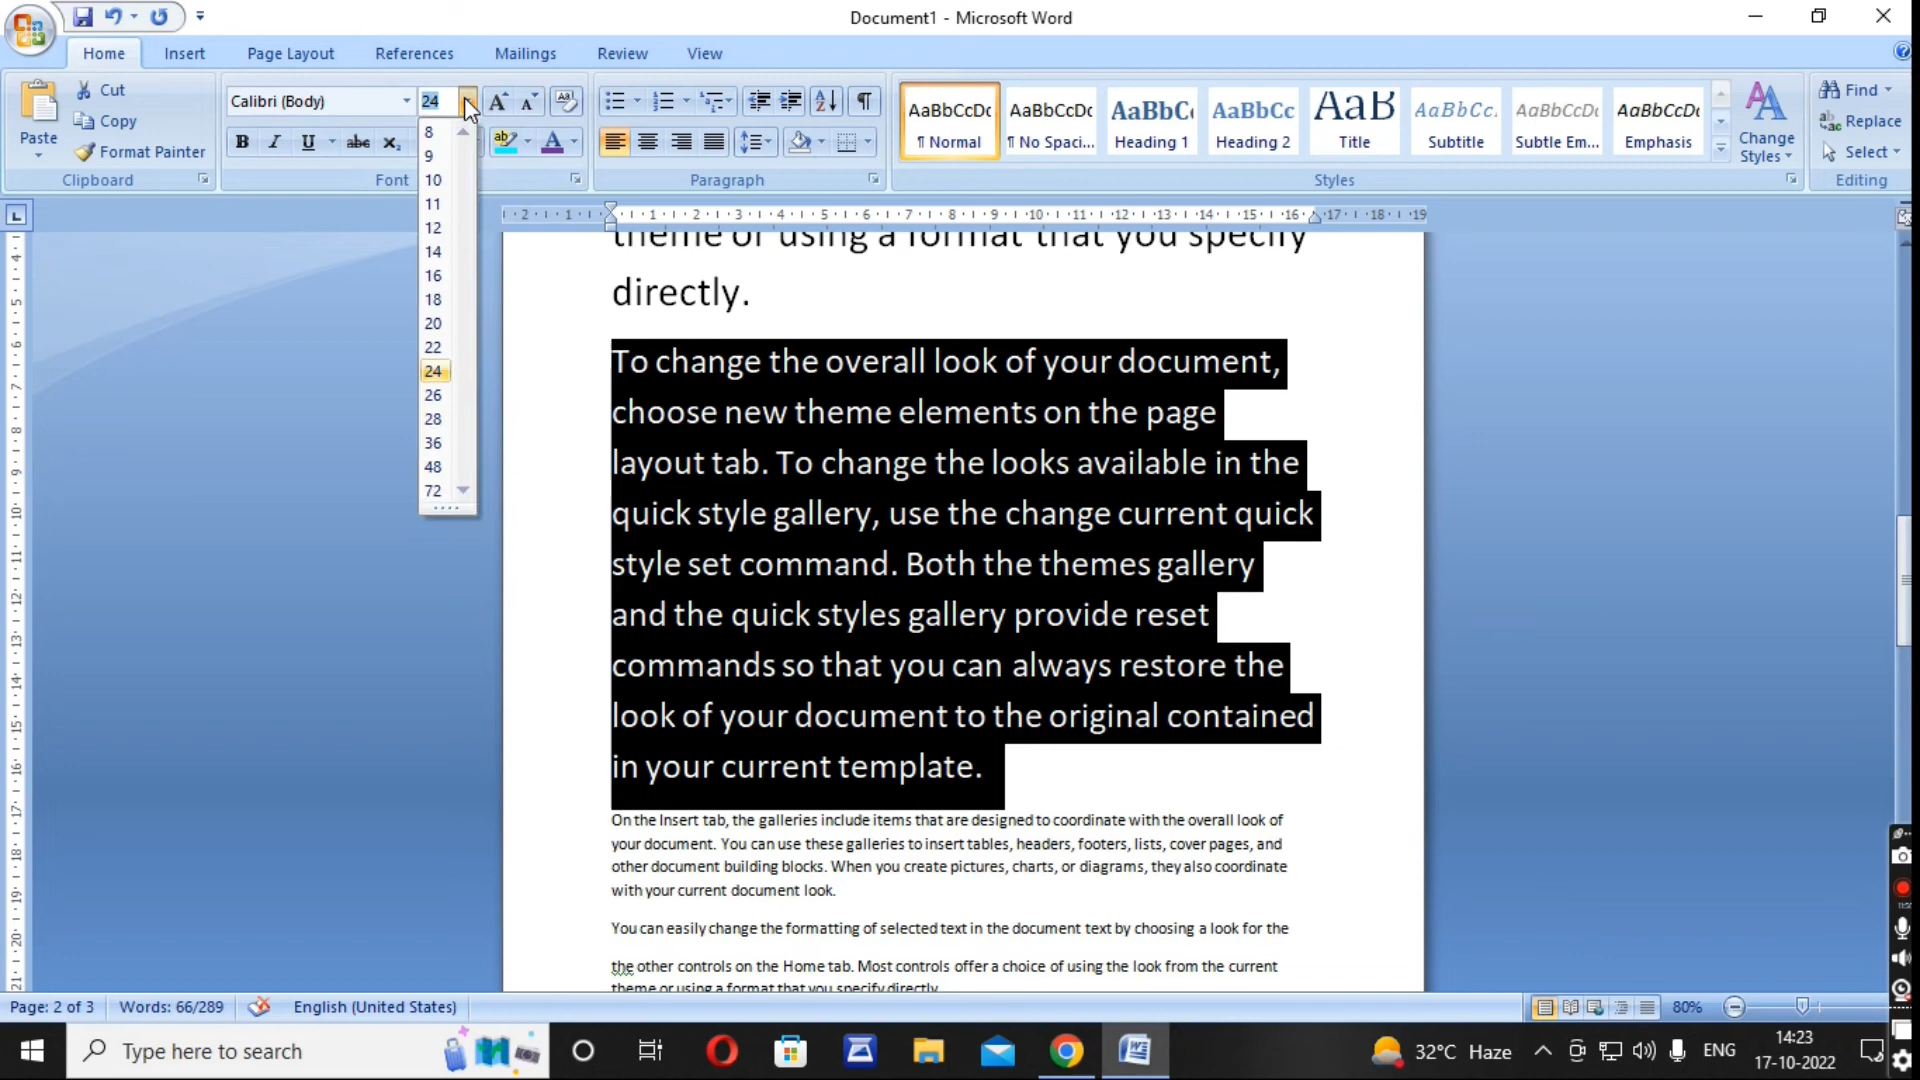 Document1 - Microsoft Word
Home Insert Page Layout References Mailings Review View
Paste
Cut
Copy
Format Painter
Clipboard
Calibri (Body) 24
Font
Paragraph
AaBbCcDc AaBbCcDc AaBbC AaBbCc AaB AaBbCc. AaBbCcDc AaBbCcDc
¶ Normal ¶ No Spaci... Heading 1 Heading 2 Title Subtitle Subtle Em... Emphasis
Change
Styles
Styles
Find
Replace
Select
Editing
8
9
10
11
12
14
16
18
20
22
24
26
28
36
48
72
theme or using a format that you specify
directly.
To change the overall look of your document,
choose new theme elements on the page
layout tab. To change the looks available in the
quick style gallery, use the change current quick
style set command. Both the themes gallery
and the quick styles gallery provide reset
commands so that you can always restore the
look of your document to the original contained
in your current template.
On the Insert tab, the galleries include items that are designed to coordinate with the overall look of
your document. You can use these galleries to insert tables, headers, footers, lists, cover pages, and
other document building blocks. When you create pictures, charts, or diagrams, they also coordinate
with your current document look.
You can easily change the formatting of selected text in the document text by choosing a look for the
the other controls on the Home tab. Most controls offer a choice of using the look from the current
theme or using a format that you specify directly.
Page: 2 of 3 Words: 66/289 English (United States) 80%
Type here to search
32°C Haze
ENG
14:23
17-10-2022